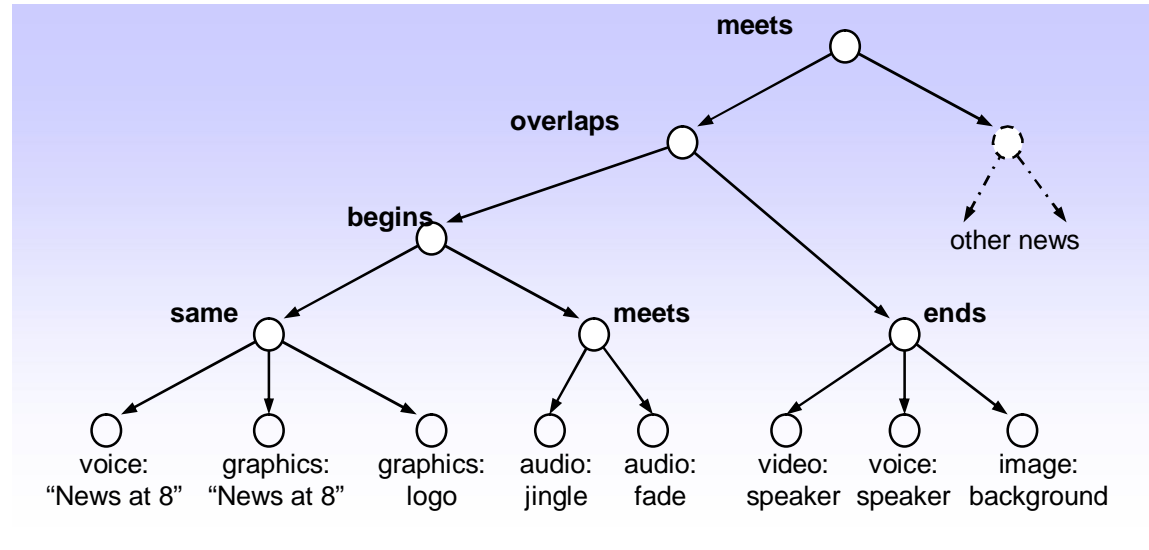 meets
overlaps
begins
other news
same
meets
ends
voice:
“News at 8”
graphics:
“News at 8”
graphics:
logo
audio:
jingle
audio:
fade
video:
speaker
voice:
speaker
image:
background